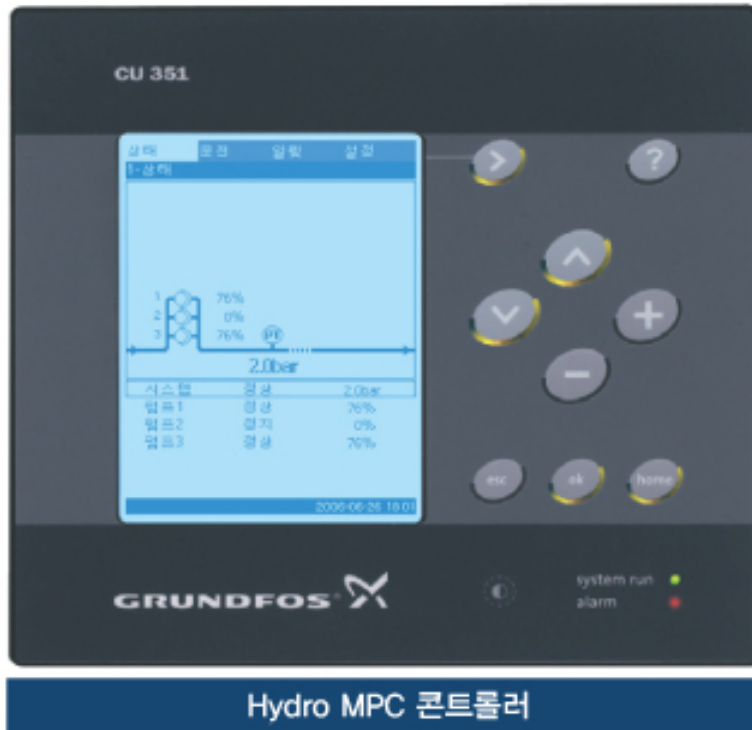 CU 351
상태 운전 알람 설정
1-상태
>
?
1 76%
2 0%
3 76% PT
2.0bar
시스템 정상 2.0bar
펌프1 정상 76%
펌프2 정지 0%
펌프3 정상 76%
+
−
esc ok home
2006-06-26 18:01
GRUNDFOS
system run
alarm
Hydro MPC 콘트롤러